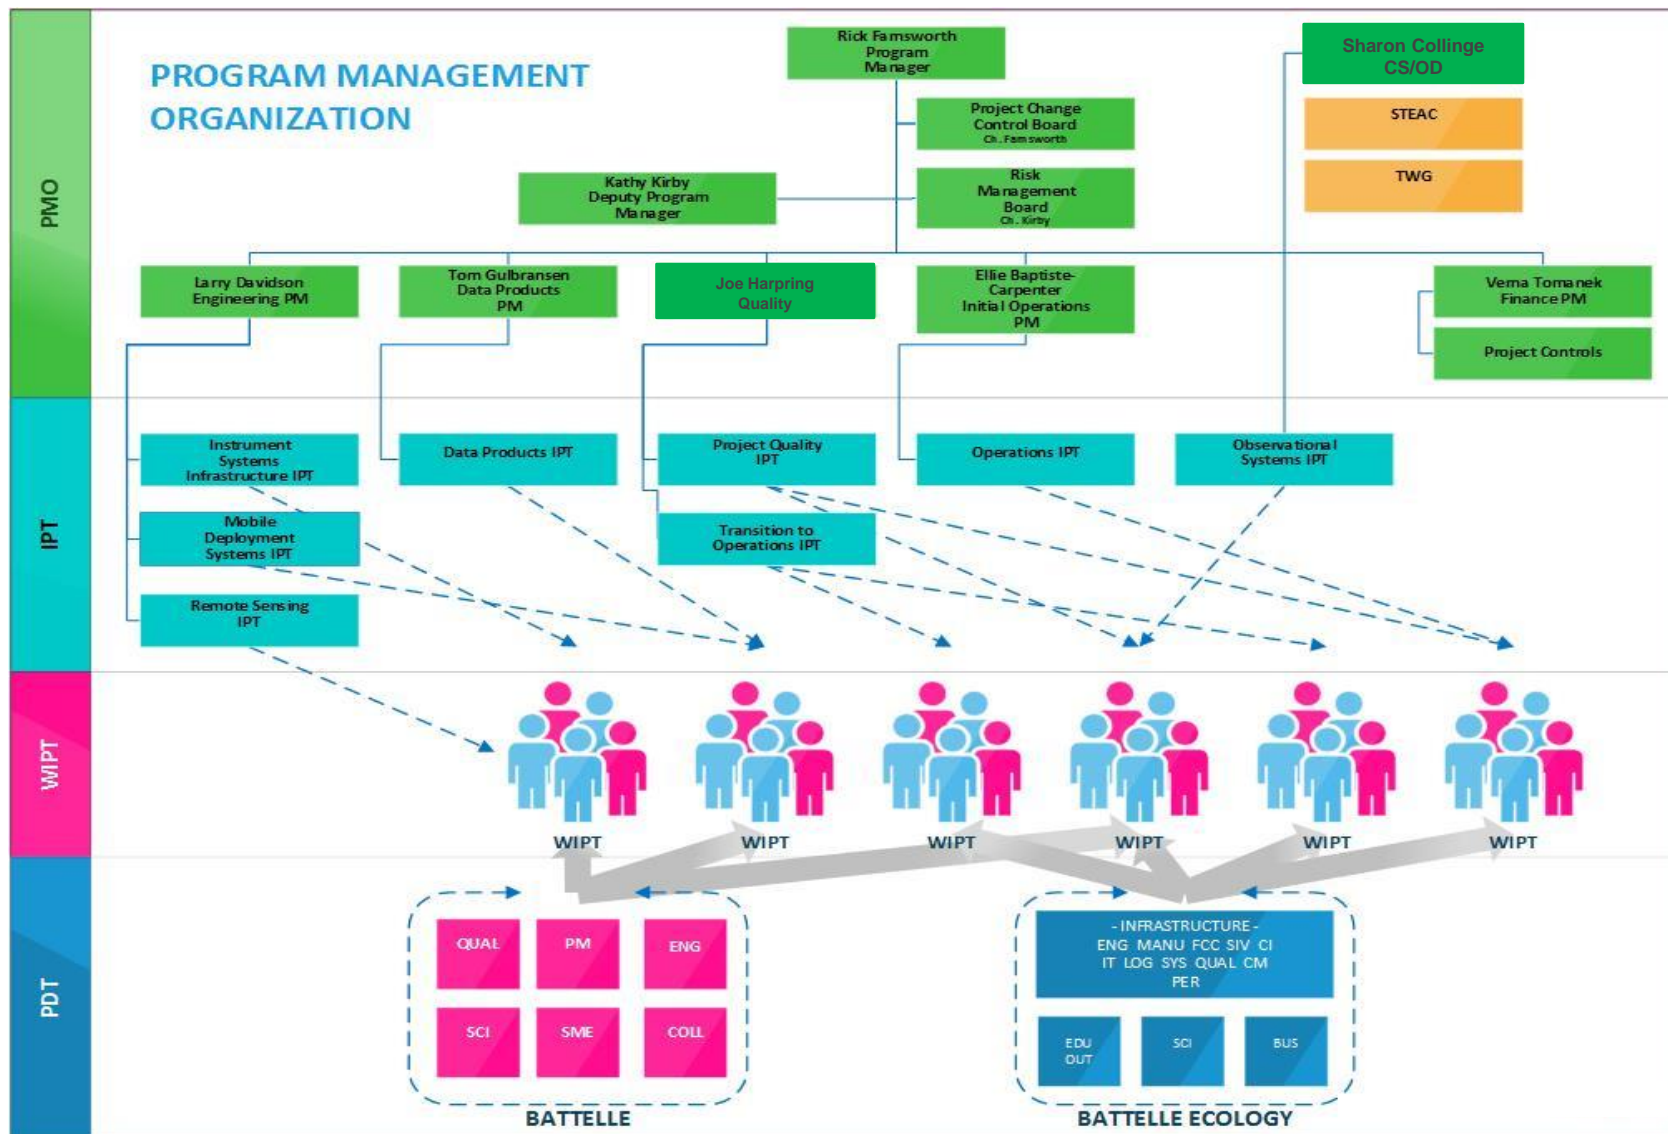 PROGRAM MANAGEMENT
ORGANIZATION
Rick Farnsworth
Program
Manager
Sharon Collinge
CS/OD
Project Change
Control Board
Ch. Farnsworth
STEAC
Kathy Kirby
Deputy Program
Manager
Risk
Management
Board
Ch. Kirby
TWG
PMO
Larry Davidson
Engineering PM
Tom Gulbransen
Data Products
PM
Joe Harpring
Quality
Ellie Baptiste-
Carpenter
Initial Operations
PM
Verna Tomanek
Finance PM
Project Controls
IPT
Instrument
Systems
Infrastructure IPT
Data Products IPT
Project Quality
IPT
Operations IPT
Observational
Systems IPT
Mobile
Deployment
Systems IPT
Transition to
Operations IPT
Remote Sensing
IPT
WIPT
WIPT
WIPT
WIPT
WIPT
WIPT
WIPT
PDT
QUAL
PM
ENG
SCI
SME
COLL
BATTELLE
- INFRASTRUCTURE -
ENG MANU FCC SIV CI
IT LOG SYS QUAL CM
PER
EDU
OUT
SCI
BUS
BATTELLE ECOLOGY